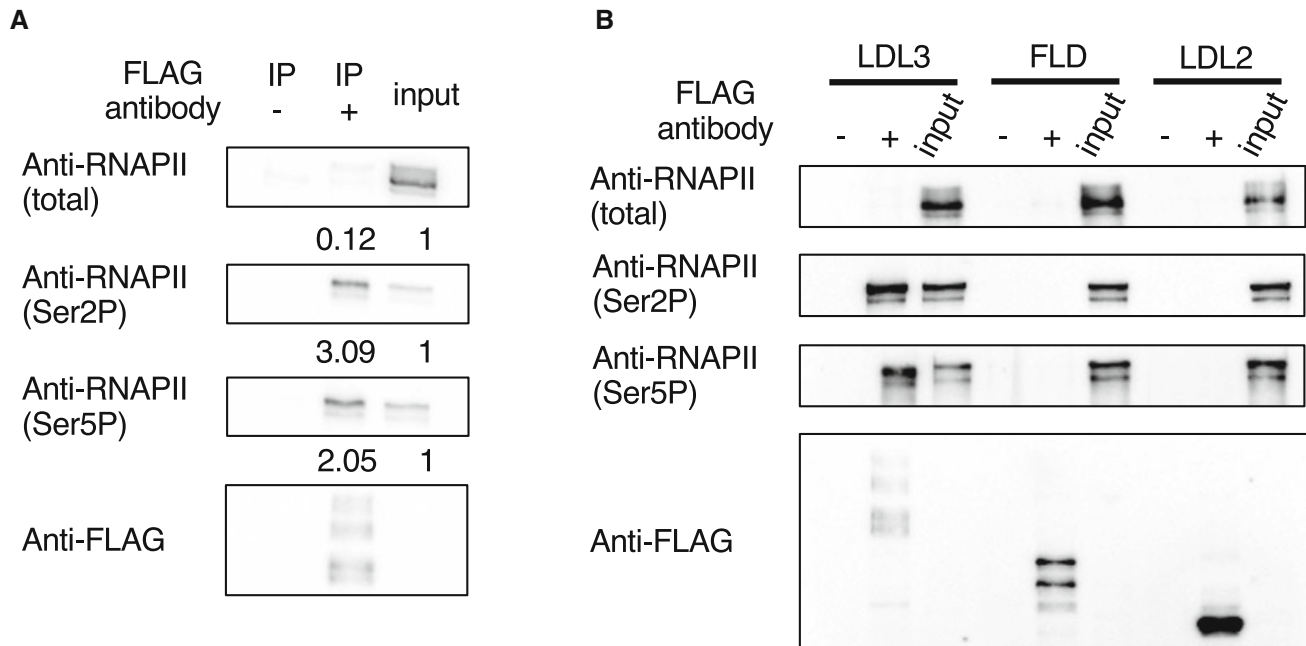 A
FLAG
antibody
IP
-
IP
+
input
Anti-RNAPII
(total)
0.12 1
Anti-RNAPII
(Ser2P)
3.09 1
Anti-RNAPII
(Ser5P)
2.05 1
Anti-FLAG
B
LDL3 FLD LDL2
FLAG
antibody
- + input - + input - + input
Anti-RNAPII
(total)
Anti-RNAPII
(Ser2P)
Anti-RNAPII
(Ser5P)
Anti-FLAG